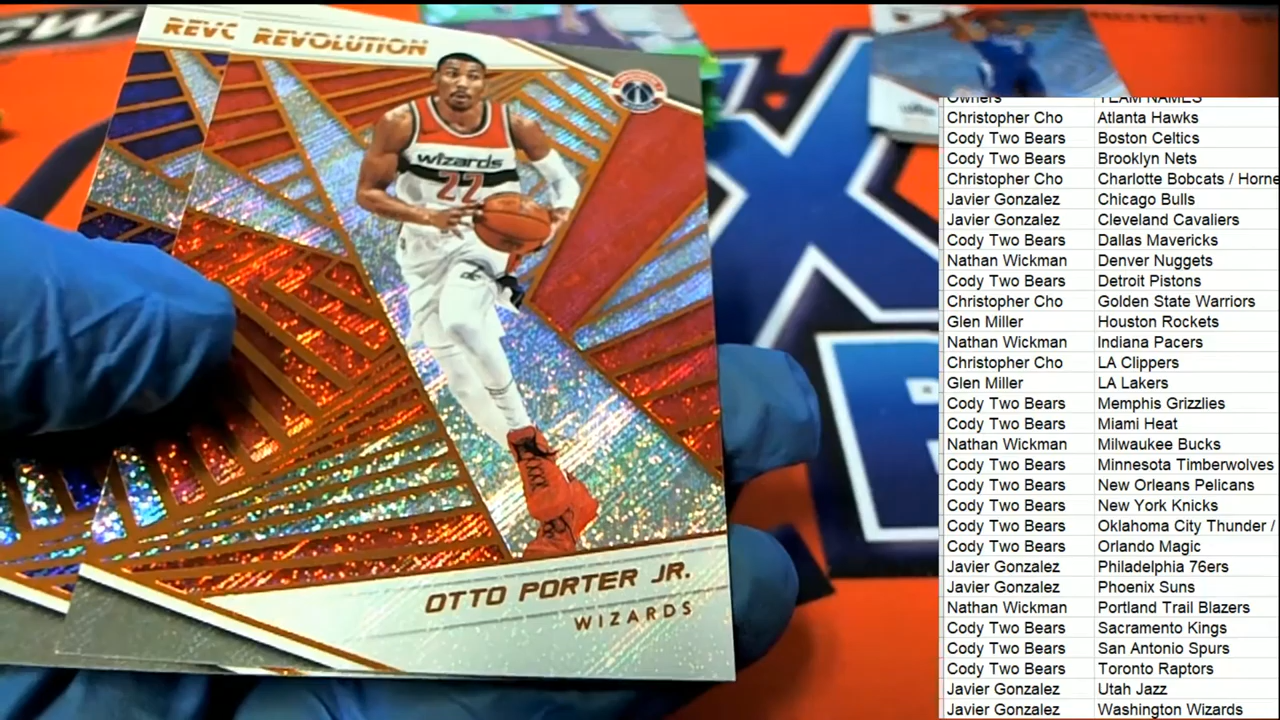 REVO REVOLUTION
wizards
22
OTTO PORTER JR.
WIZARDS
Owners TEAM NAMES
Christopher Cho Atlanta Hawks
Cody Two Bears Boston Celtics
Cody Two Bears Brooklyn Nets
Christopher Cho Charlotte Bobcats / Horne
Javier Gonzalez Chicago Bulls
Javier Gonzalez Cleveland Cavaliers
Cody Two Bears Dallas Mavericks
Nathan Wickman Denver Nuggets
Cody Two Bears Detroit Pistons
Christopher Cho Golden State Warriors
Glen Miller Houston Rockets
Nathan Wickman Indiana Pacers
Christopher Cho LA Clippers
Glen Miller LA Lakers
Cody Two Bears Memphis Grizzlies
Cody Two Bears Miami Heat
Nathan Wickman Milwaukee Bucks
Cody Two Bears Minnesota Timberwolves
Cody Two Bears New Orleans Pelicans
Cody Two Bears New York Knicks
Cody Two Bears Oklahoma City Thunder /
Cody Two Bears Orlando Magic
Javier Gonzalez Philadelphia 76ers
Javier Gonzalez Phoenix Suns
Nathan Wickman Portland Trail Blazers
Cody Two Bears Sacramento Kings
Cody Two Bears San Antonio Spurs
Cody Two Bears Toronto Raptors
Javier Gonzalez Utah Jazz
Javier Gonzalez Washington Wizards